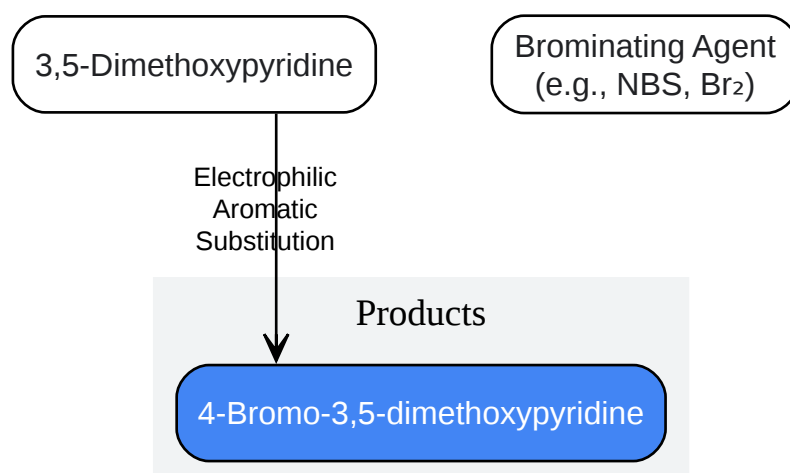 3,5-Dimethoxypyridine
Brominating Agent
(e.g., NBS, Br₂)
Electrophilic
Aromatic
Substitution
Products
4-Bromo-3,5-dimethoxypyridine